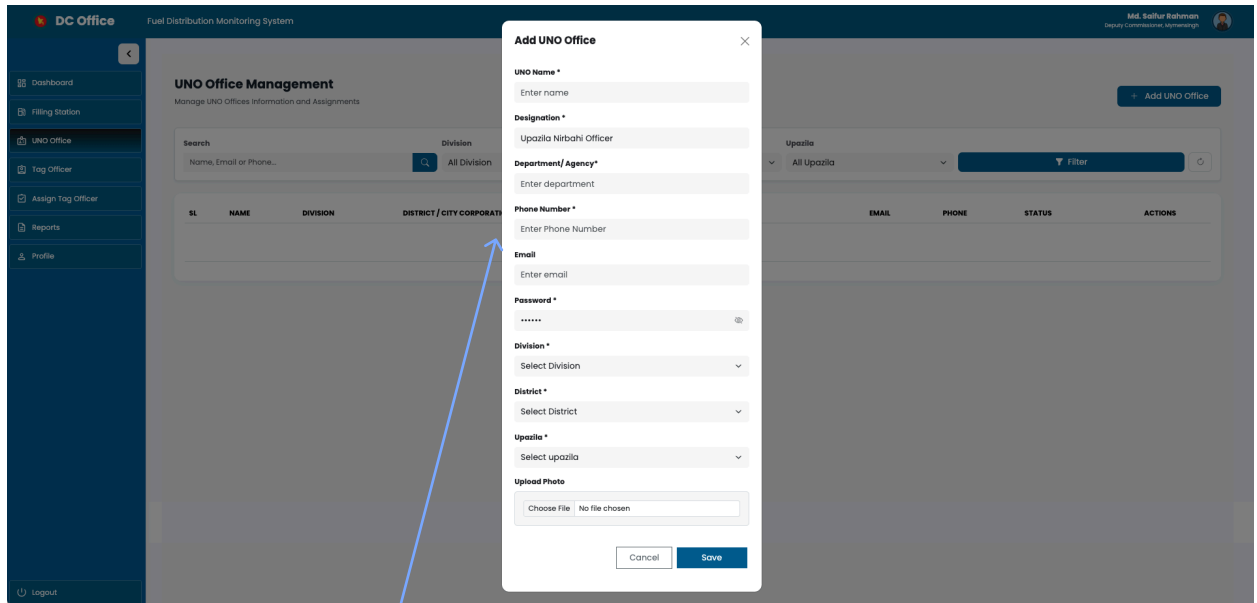 DC Office
Fuel Distribution Monitoring System
Md. Saifur Rahman
Deputy Commissioner, Mymensingh
Dashboard
Filling Station
UNO Office
Tag Officer
Assign Tag Officer
Reports
Profile
Logout
UNO Office Management
Manage UNO Offices Information and Assignments
+ Add UNO Office
Search
Division
Upazila
Name, Email or Phone...
All Division
All Upazila
Filter
SL NAME DIVISION DISTRICT / CITY CORPORATI EMAIL PHONE STATUS ACTIONS
Add UNO Office
UNO Name *
Enter name
Designation *
Upazila Nirbahi Officer
Department/ Agency*
Enter department
Phone Number *
Enter Phone Number
Email
Enter email
Password *
••••••
Division *
Select Division
District *
Select District
Upazila *
Select upazila
Upload Photo
Choose File No file chosen
Cancel Save